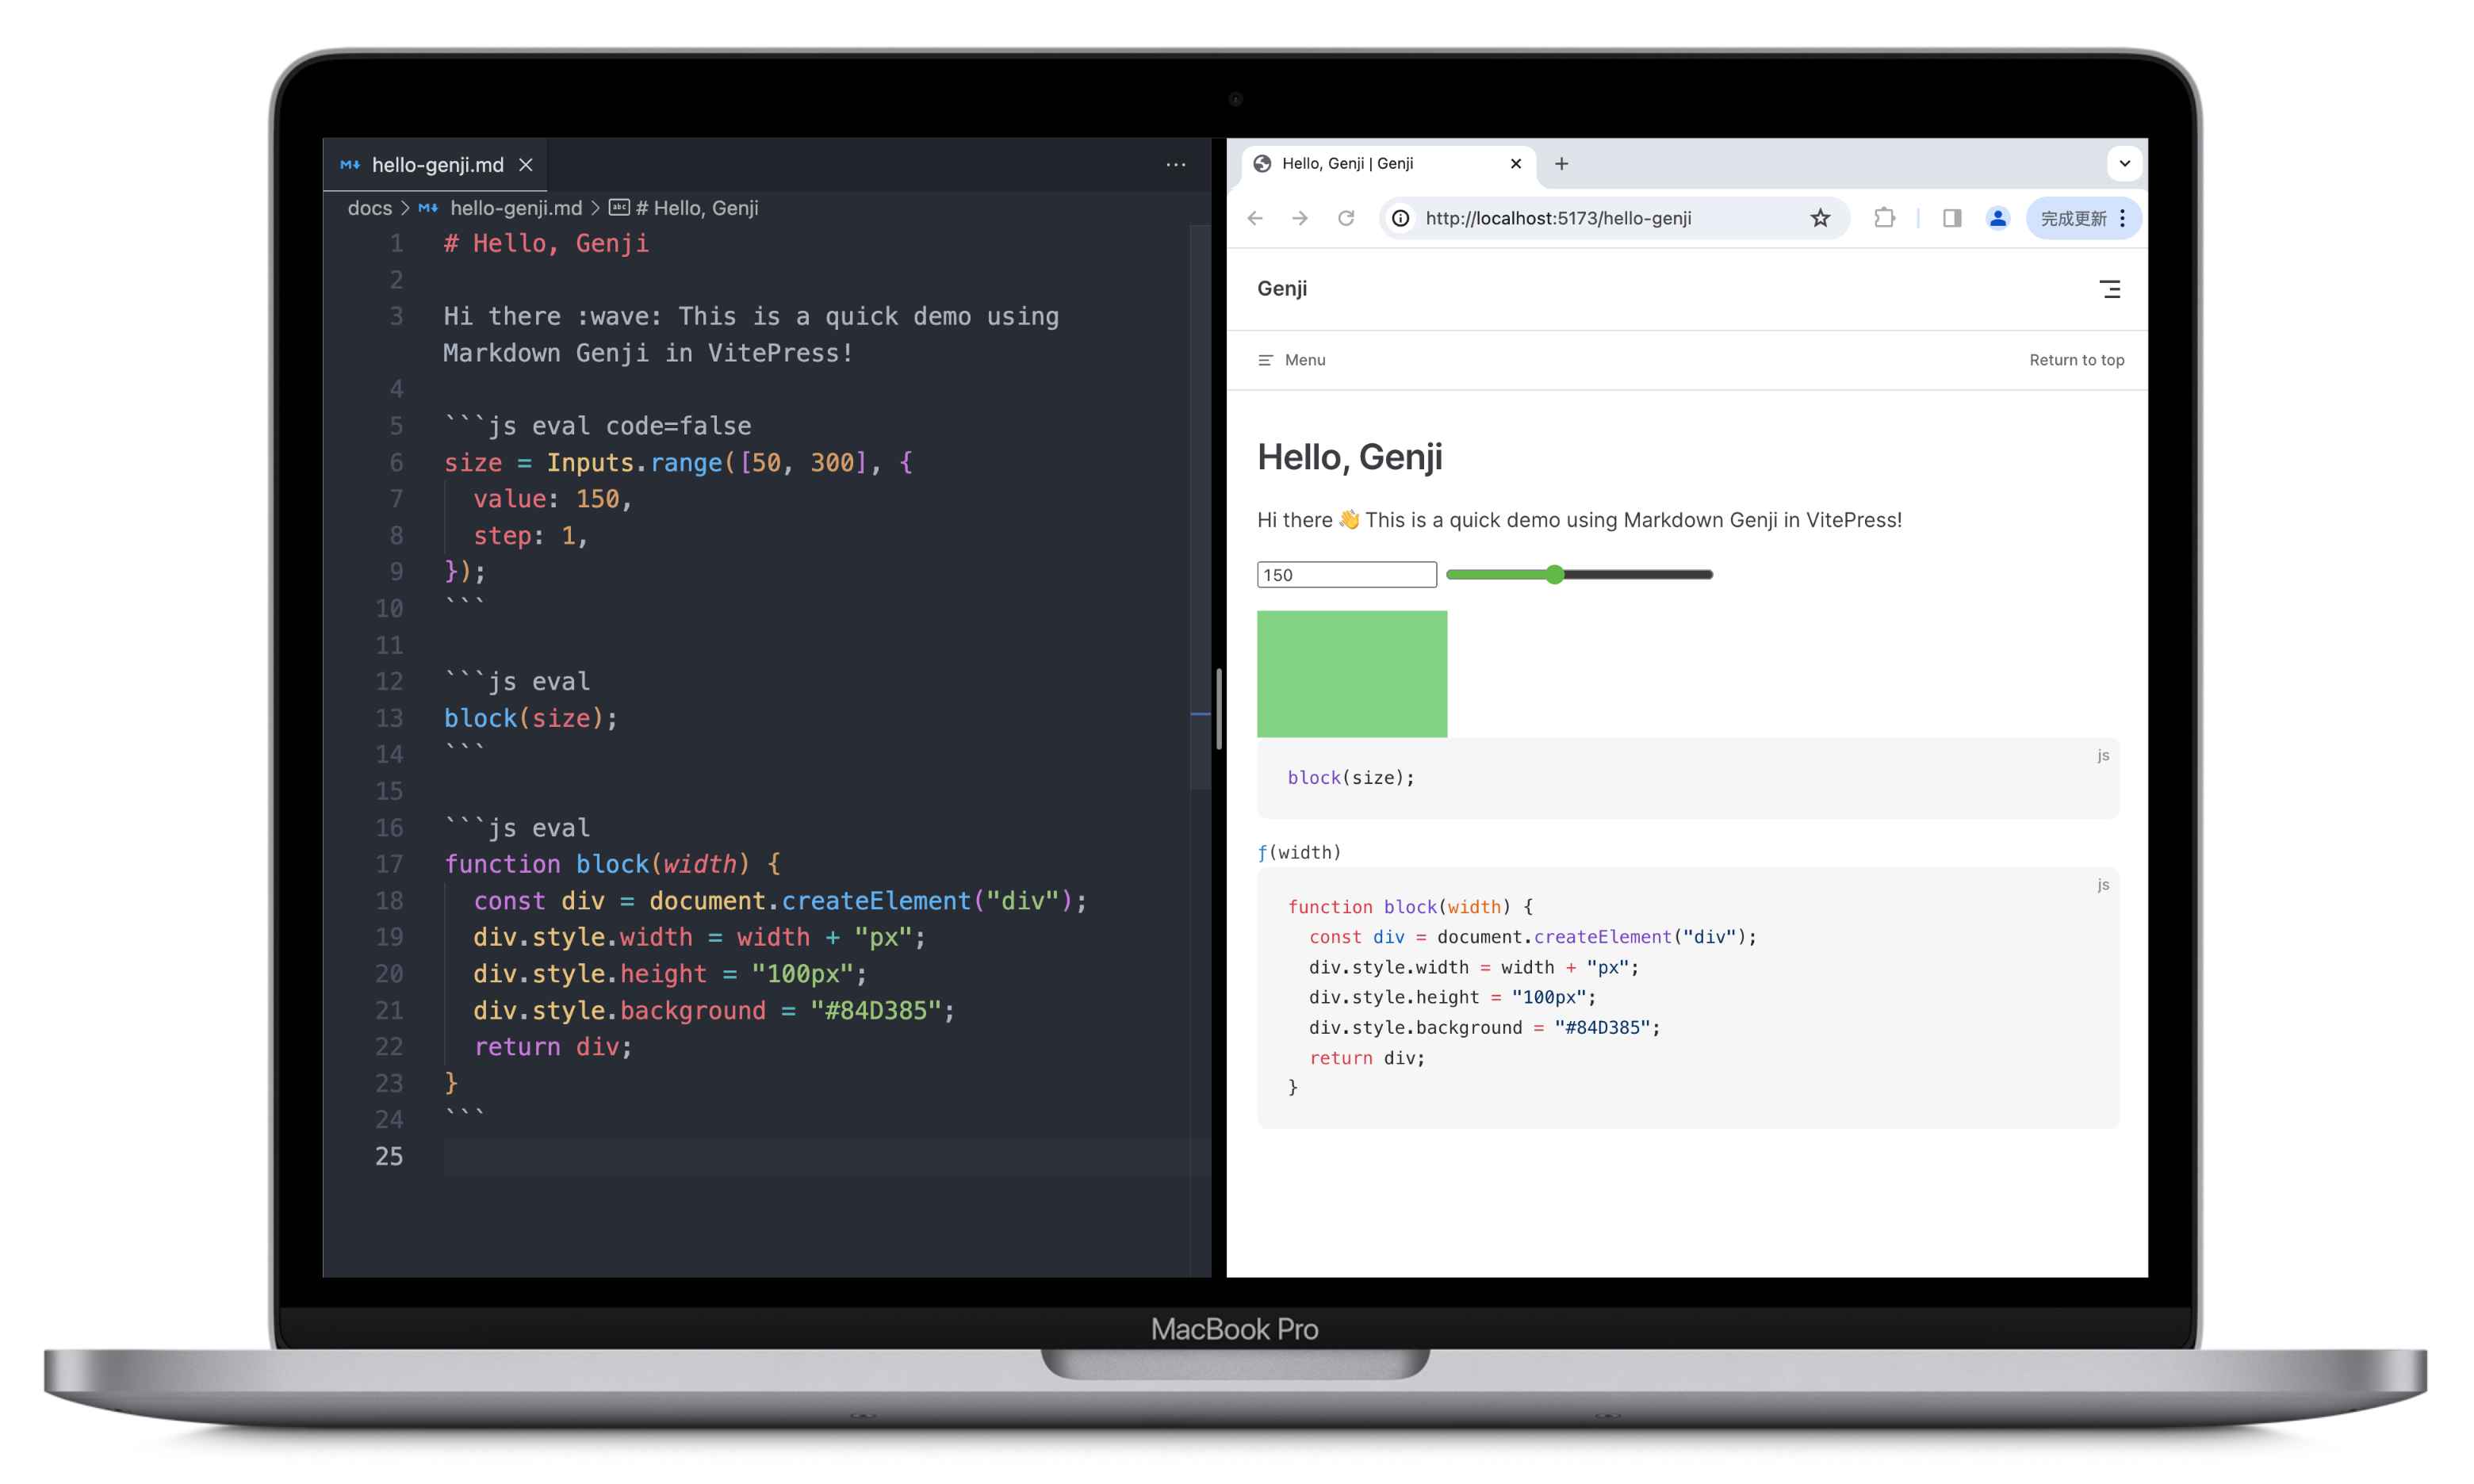 hello-genji.md
docs > hello-genji.md > # Hello, Genji
1 # Hello, Genji
2
3 Hi there :wave: This is a quick demo using
Markdown Genji in VitePress!
4
5 ```js eval code=false
6 size = Inputs.range([50, 300], {
7   value: 150,
8   step: 1,
9 });
10 ```
11
12 ```js eval
13 block(size);
14 ```
15
16 ```js eval
17 function block(width) {
18   const div = document.createElement("div");
19   div.style.width = width + "px";
20   div.style.height = "100px";
21   div.style.background = "#84D385";
22   return div;
23 }
24 ```
25
Hello, Genji | Genji
http://localhost:5173/hello-genji 完成更新
Genji
Menu Return to top
Hello, Genji
Hi there 👋 This is a quick demo using Markdown Genji in VitePress!
150
js
block(size);
ƒ(width)
js
function block(width) {
  const div = document.createElement("div");
  div.style.width = width + "px";
  div.style.height = "100px";
  div.style.background = "#84D385";
  return div;
}
MacBook Pro